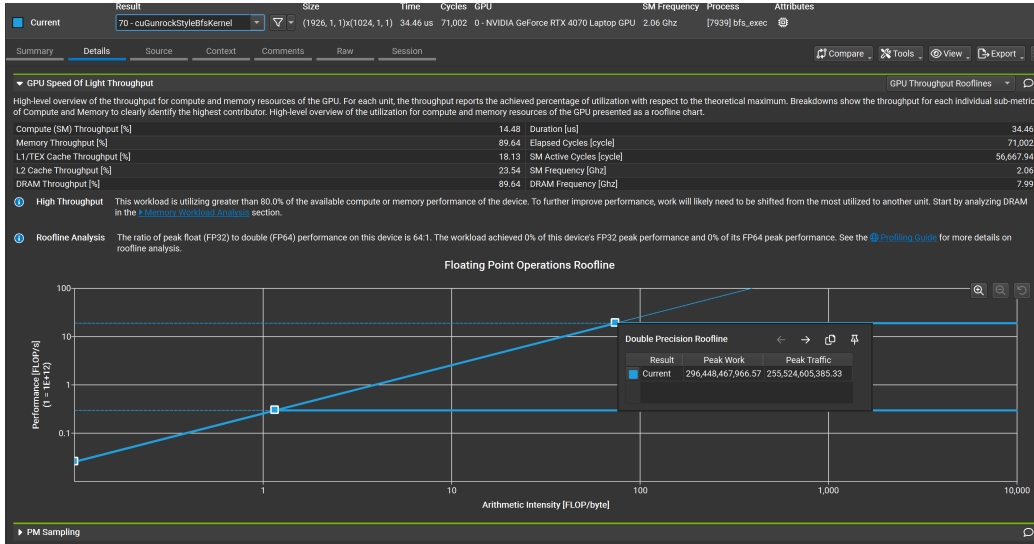 Result Size Time Cycles GPU SM Frequency Process Attributes
Current 70 - cuGunrockStyleBfsKernel (1926, 1, 1)x(1024, 1, 1) 34.46 us 71,002 0 - NVIDIA GeForce RTX 4070 Laptop GPU 2.06 Ghz [7939] bfs_exec
Summary Details Source Context Comments Raw Session Compare Tools View Export
GPU Speed Of Light Throughput GPU Throughput Rooflines
High-level overview of the throughput for compute and memory resources of the GPU. For each unit, the throughput reports the achieved percentage of utilization with respect to the theoretical maximum. Breakdowns show the throughput for each individual sub-metric
of Compute and Memory to clearly identify the highest contributor. High-level overview of the utilization for compute and memory resources of the GPU presented as a roofline chart.
Compute (SM) Throughput [%] 14.48 Duration [us] 34.46
Memory Throughput [%] 89.64 Elapsed Cycles [cycle] 71,002
L1/TEX Cache Throughput [%] 18.13 SM Active Cycles [cycle] 56,667.94
L2 Cache Throughput [%] 23.54 SM Frequency [Ghz] 2.06
DRAM Throughput [%] 89.64 DRAM Frequency [Ghz] 7.99
High Throughput This workload is utilizing greater than 80.0% of the available compute or memory performance of the device. To further improve performance, work will likely need to be shifted from the most utilized to another unit. Start by analyzing DRAM
in the Memory Workload Analysis section.
Roofline Analysis The ratio of peak float (FP32) to double (FP64) performance on this device is 64:1. The workload achieved 0% of this device's FP32 peak performance and 0% of its FP64 peak performance. See the Profiling Guide for more details on
roofline analysis.
Floating Point Operations Roofline
100
10
1
0.1
Performance [FLOP/s]
(1 = 1E+12)
Double Precision Roofline
Result Peak Work Peak Traffic
Current 296,448,467,966.57 255,524,605,385.33
1 10 100 1,000 10,000
Arithmetic Intensity [FLOP/byte]
PM Sampling